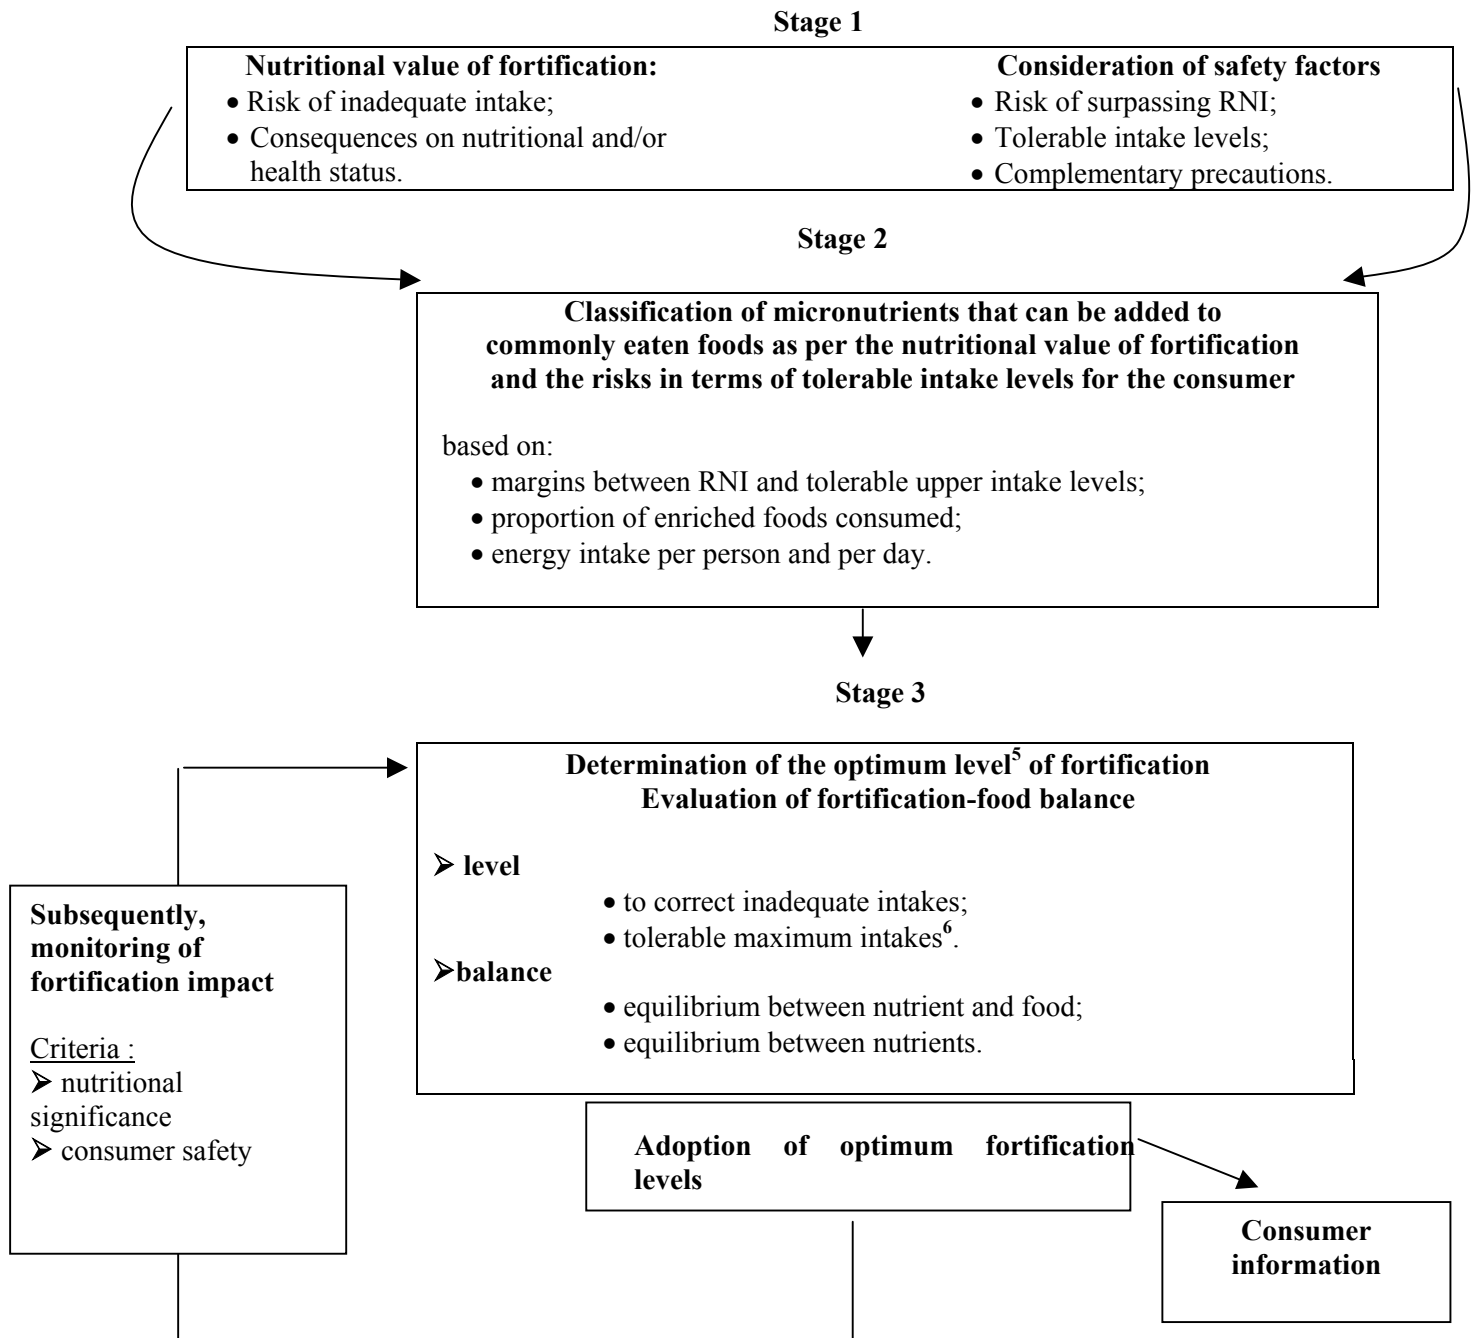 Stage 1
Nutritional value of fortification:
• Risk of inadequate intake;
• Consequences on nutritional and/or
health status.
Consideration of safety factors
• Risk of surpassing RNI;
• Tolerable intake levels;
• Complementary precautions.
Stage 2
Classification of micronutrients that can be added to
commonly eaten foods as per the nutritional value of fortification
and the risks in terms of tolerable intake levels for the consumer
based on:
• margins between RNI and tolerable upper intake levels;
• proportion of enriched foods consumed;
• energy intake per person and per day.
Stage 3
Determination of the optimum level⁵ of fortification
Evaluation of fortification-food balance
➢ level
• to correct inadequate intakes;
• tolerable maximum intakes⁶.
➢balance
• equilibrium between nutrient and food;
• equilibrium between nutrients.
Subsequently,
monitoring of
fortification impact
Criteria :
➢ nutritional
significance
➢ consumer safety
Adoption of optimum fortification
levels
Consumer
information